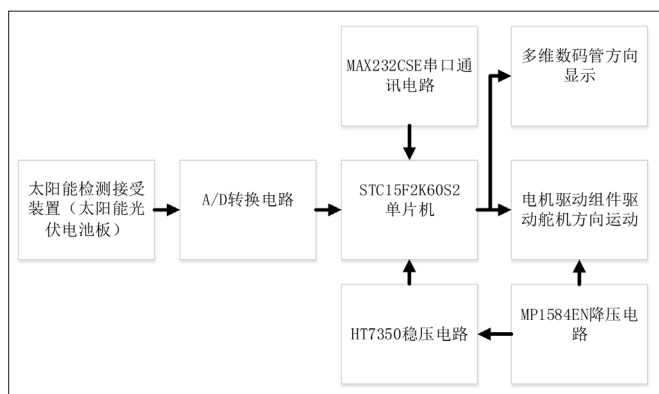 MAX232CSE串口通
讯电路
多维数码管方向
显示
太阳能检测接受
装置（太阳能光
伏电池板）
A/D转换电路
STC15F2K60S2
单片机
电机驱动组件驱
动舵机方向运动
HT7350稳压电路
MP1584EN降压电
路